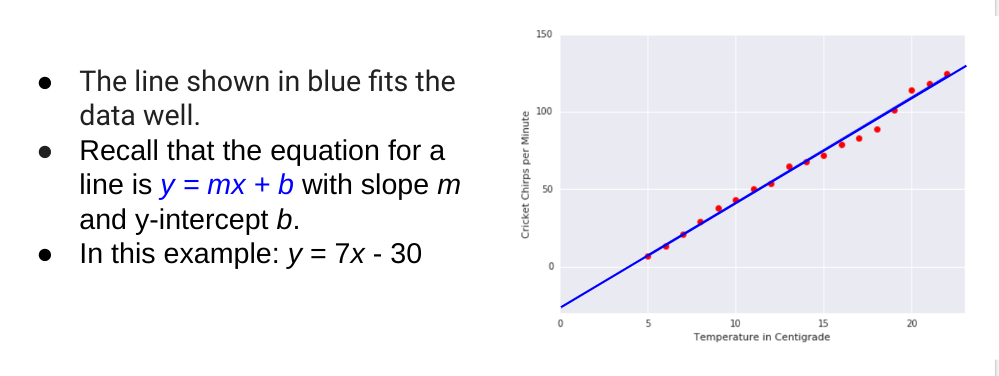 ● The line shown in blue fits the
data well.
● Recall that the equation for a
line is y = mx + b with slope m
and y-intercept b.
● In this example: y = 7x - 30
150
100
50
0
Cricket Chirps per Minute
0 5 10 15 20
Temperature in Centigrade